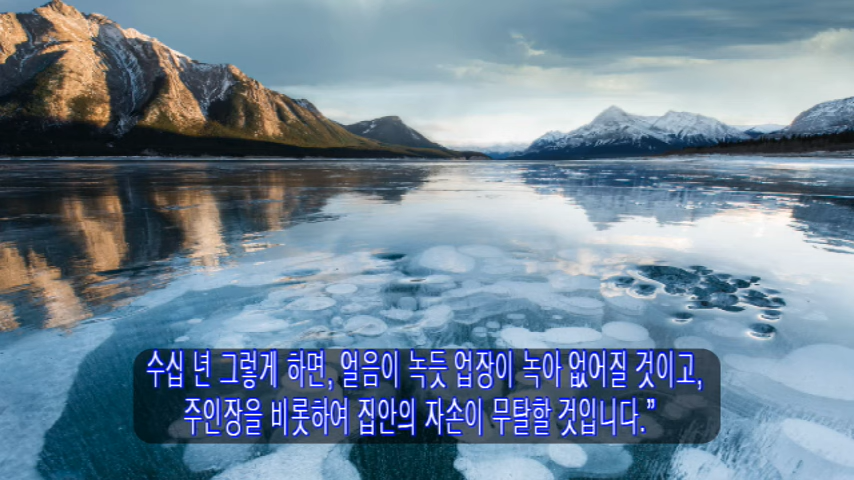 수십 년 그렇게 하면, 얼음이 녹듯 업장이 녹아 없어질 것이고,
주인장을 비롯하여 집안의 자손이 무탈할 것입니다.”